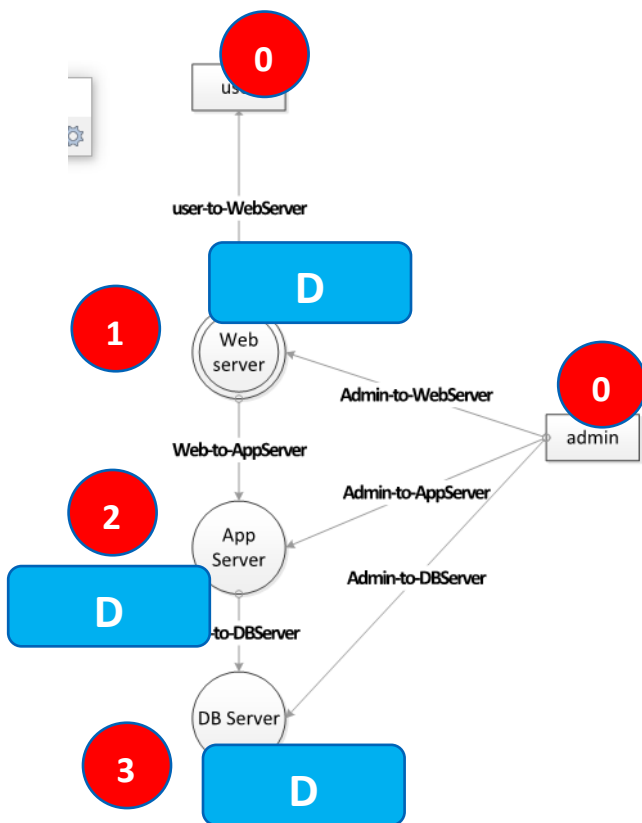 0
user-to-WebServer
D
1
Web
server
0
Admin-to-WebServer
admin
Web-to-AppServer
Admin-to-AppServer
2
App
Server
Admin-to-DBServer
D
-to-DBServer
DB Server
3
D